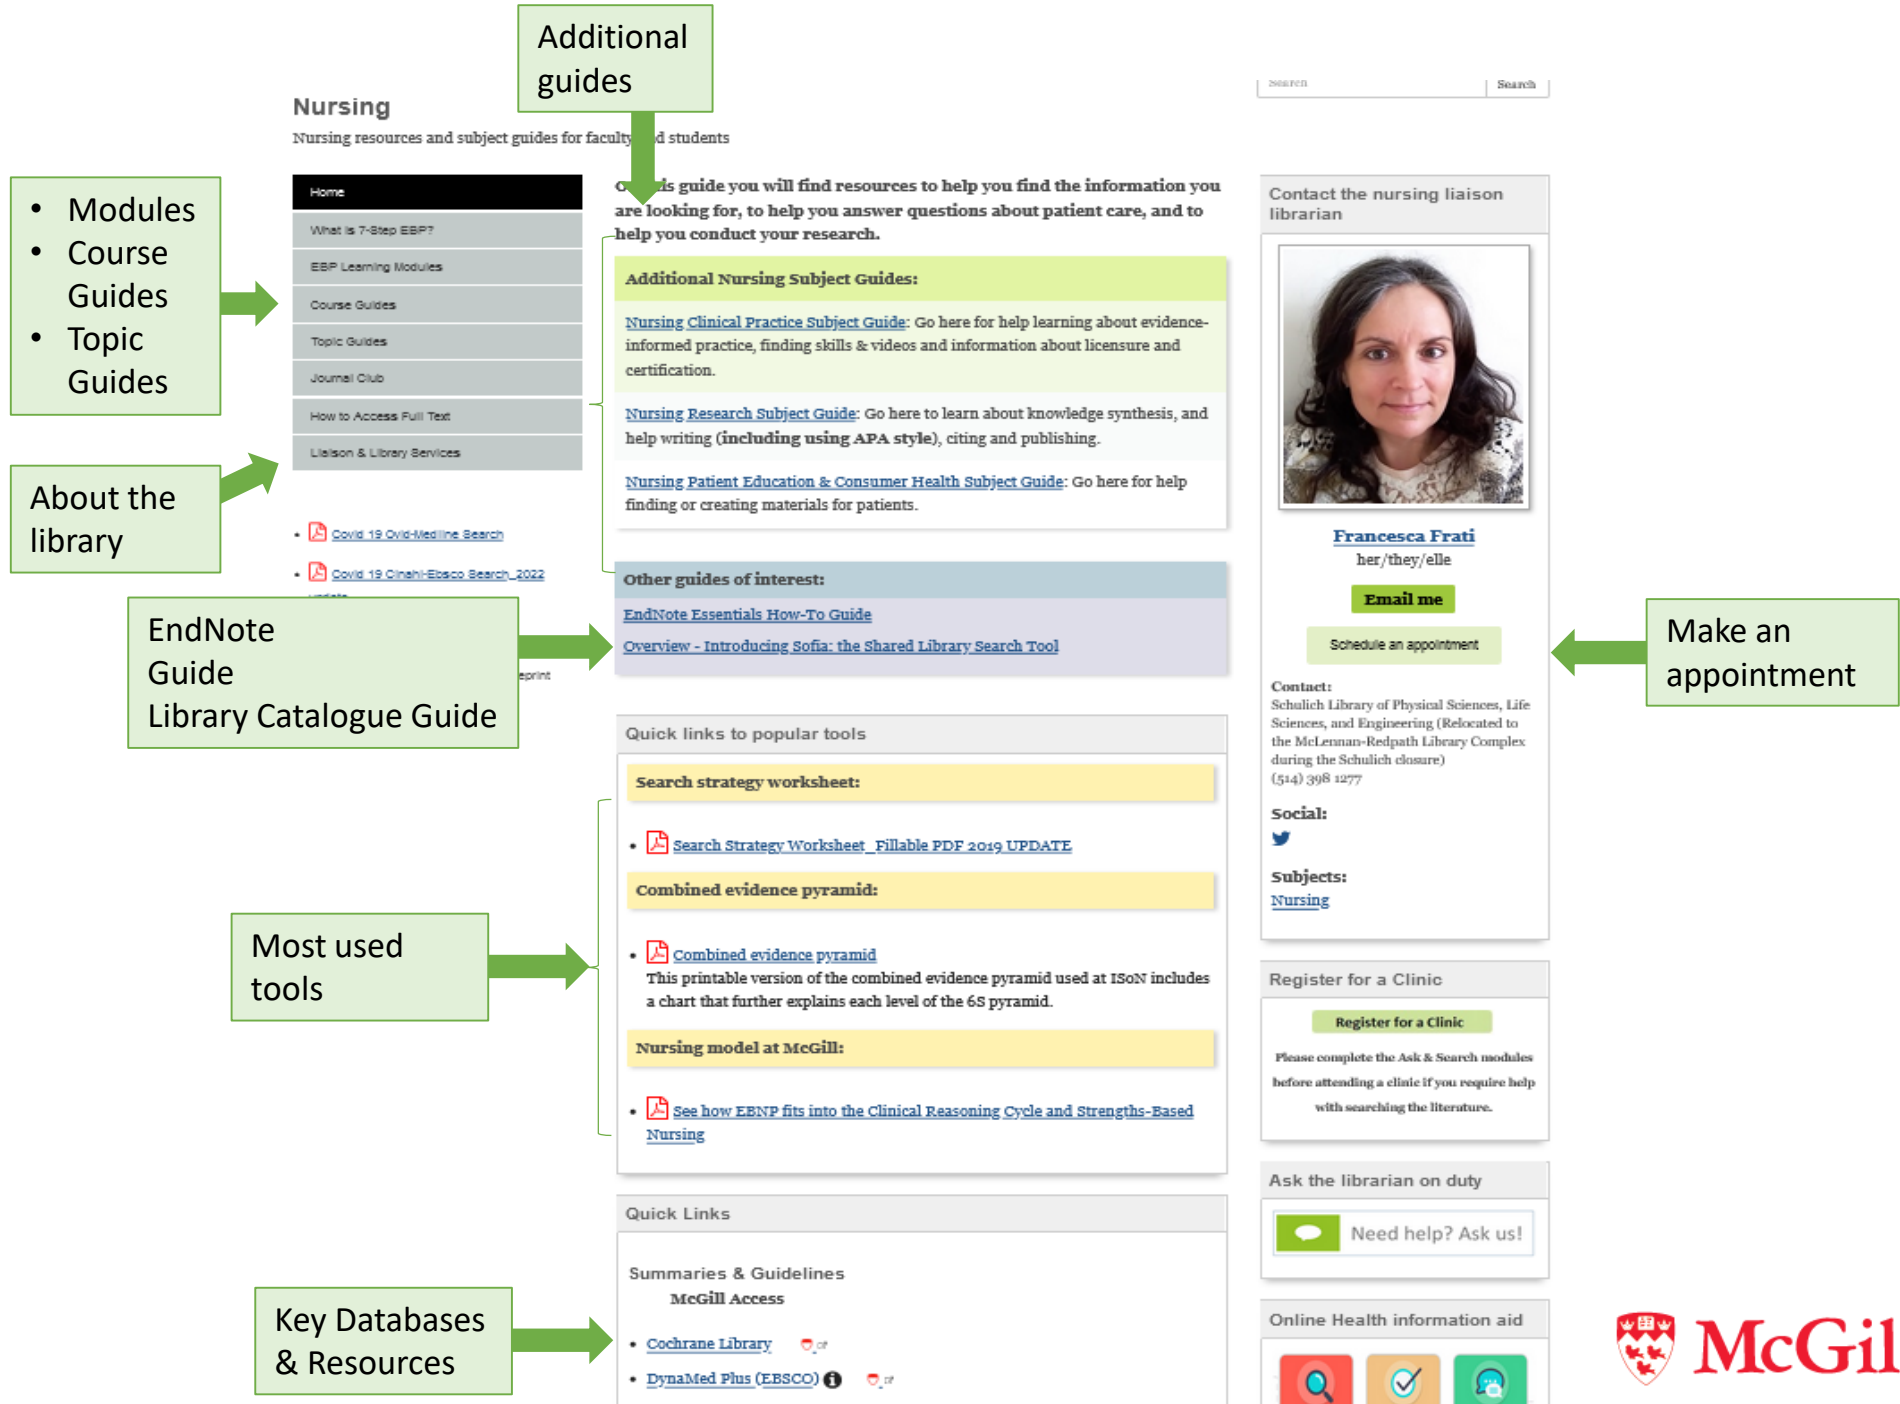 Additional
guides
Search
Search
Nursing
Nursing resources and subject guides for faculty and students
• Modules
• Course
Guides
• Topic
Guides
About the
library
Home
What is 7-Step EBP?
EBP Learning Modules
Course Guides
Topic Guides
Journal Club
How to Access Full Text
Liaison & Library Services
• Covid 19 Ovid-Medline Search
• Covid 19 Cinahl-Ebsco Search_2022
update
EndNote
Guide
Library Catalogue Guide
eprint
is guide you will find resources to help you find the information you
are looking for, to help you answer questions about patient care, and to
help you conduct your research.
Additional Nursing Subject Guides:
Nursing Clinical Practice Subject Guide: Go here for help learning about evidence-
informed practice, finding skills & videos and information about licensure and
certification.
Nursing Research Subject Guide: Go here to learn about knowledge synthesis, and
help writing (including using APA style), citing and publishing.
Nursing Patient Education & Consumer Health Subject Guide: Go here for help
finding or creating materials for patients.
Other guides of interest:
EndNote Essentials How-To Guide
Overview - Introducing Sofia: the Shared Library Search Tool
Most used
tools
Quick links to popular tools
Search strategy worksheet:
• Search Strategy Worksheet_Fillable PDF 2019 UPDATE
Combined evidence pyramid:
• Combined evidence pyramid
This printable version of the combined evidence pyramid used at ISoN includes
a chart that further explains each level of the 6S pyramid.
Nursing model at McGill:
• See how EBNP fits into the Clinical Reasoning Cycle and Strengths-Based
Nursing
Key Databases
& Resources
Quick Links
Summaries & Guidelines
McGill Access
• Cochrane Library
• DynaMed Plus (EBSCO)
Contact the nursing liaison
librarian
Francesca Frati
her/they/elle
Email me
Schedule an appointment
Make an
appointment
Contact:
Schulich Library of Physical Sciences, Life
Sciences, and Engineering (Relocated to
the McLennan-Redpath Library Complex
during the Schulich closure)
(514) 398 1277
Social:
Subjects:
Nursing
Register for a Clinic
Register for a Clinic
Please complete the Ask & Search modules
before attending a clinic if you require help
with searching the literature.
Ask the librarian on duty
Need help? Ask us!
Online Health information aid
McGil